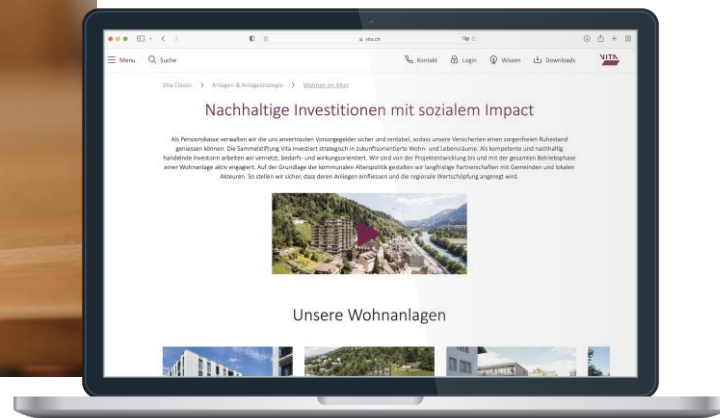 vita.ch
Menu Suche Kontakt Login Wissen Downloads VITA
Vita Classic > Anlagen & Anlagestrategie > Wohnen im Alter
Nachhaltige Investitionen mit sozialem Impact
Als Pensionskasse verwalten wir die uns anvertrauten Vorsorgegelder sicher und rentabel, sodass unsere Versicherten einen sorgenfreien Ruhestand
geniessen können. Die Sammelstiftung Vita investiert strategisch in zukunftsorientierte Wohn- und Lebensräume. Als kompetente und nachhaltig
handelnde Investorin arbeiten wir vernetzt, bedarfs- und wirkungsorientiert. Wir sind von der Projektentwicklung bis und mit der gesamten Betriebsphase
einer Wohnanlage aktiv engagiert. Auf der Grundlage der kommunalen Alterspolitik gestalten wir langfristige Partnerschaften mit Gemeinden und lokalen
Akteuren. So stellen wir sicher, dass deren Anliegen einfliessen und die regionale Wertschöpfung angeregt wird.
Unsere Wohnanlagen